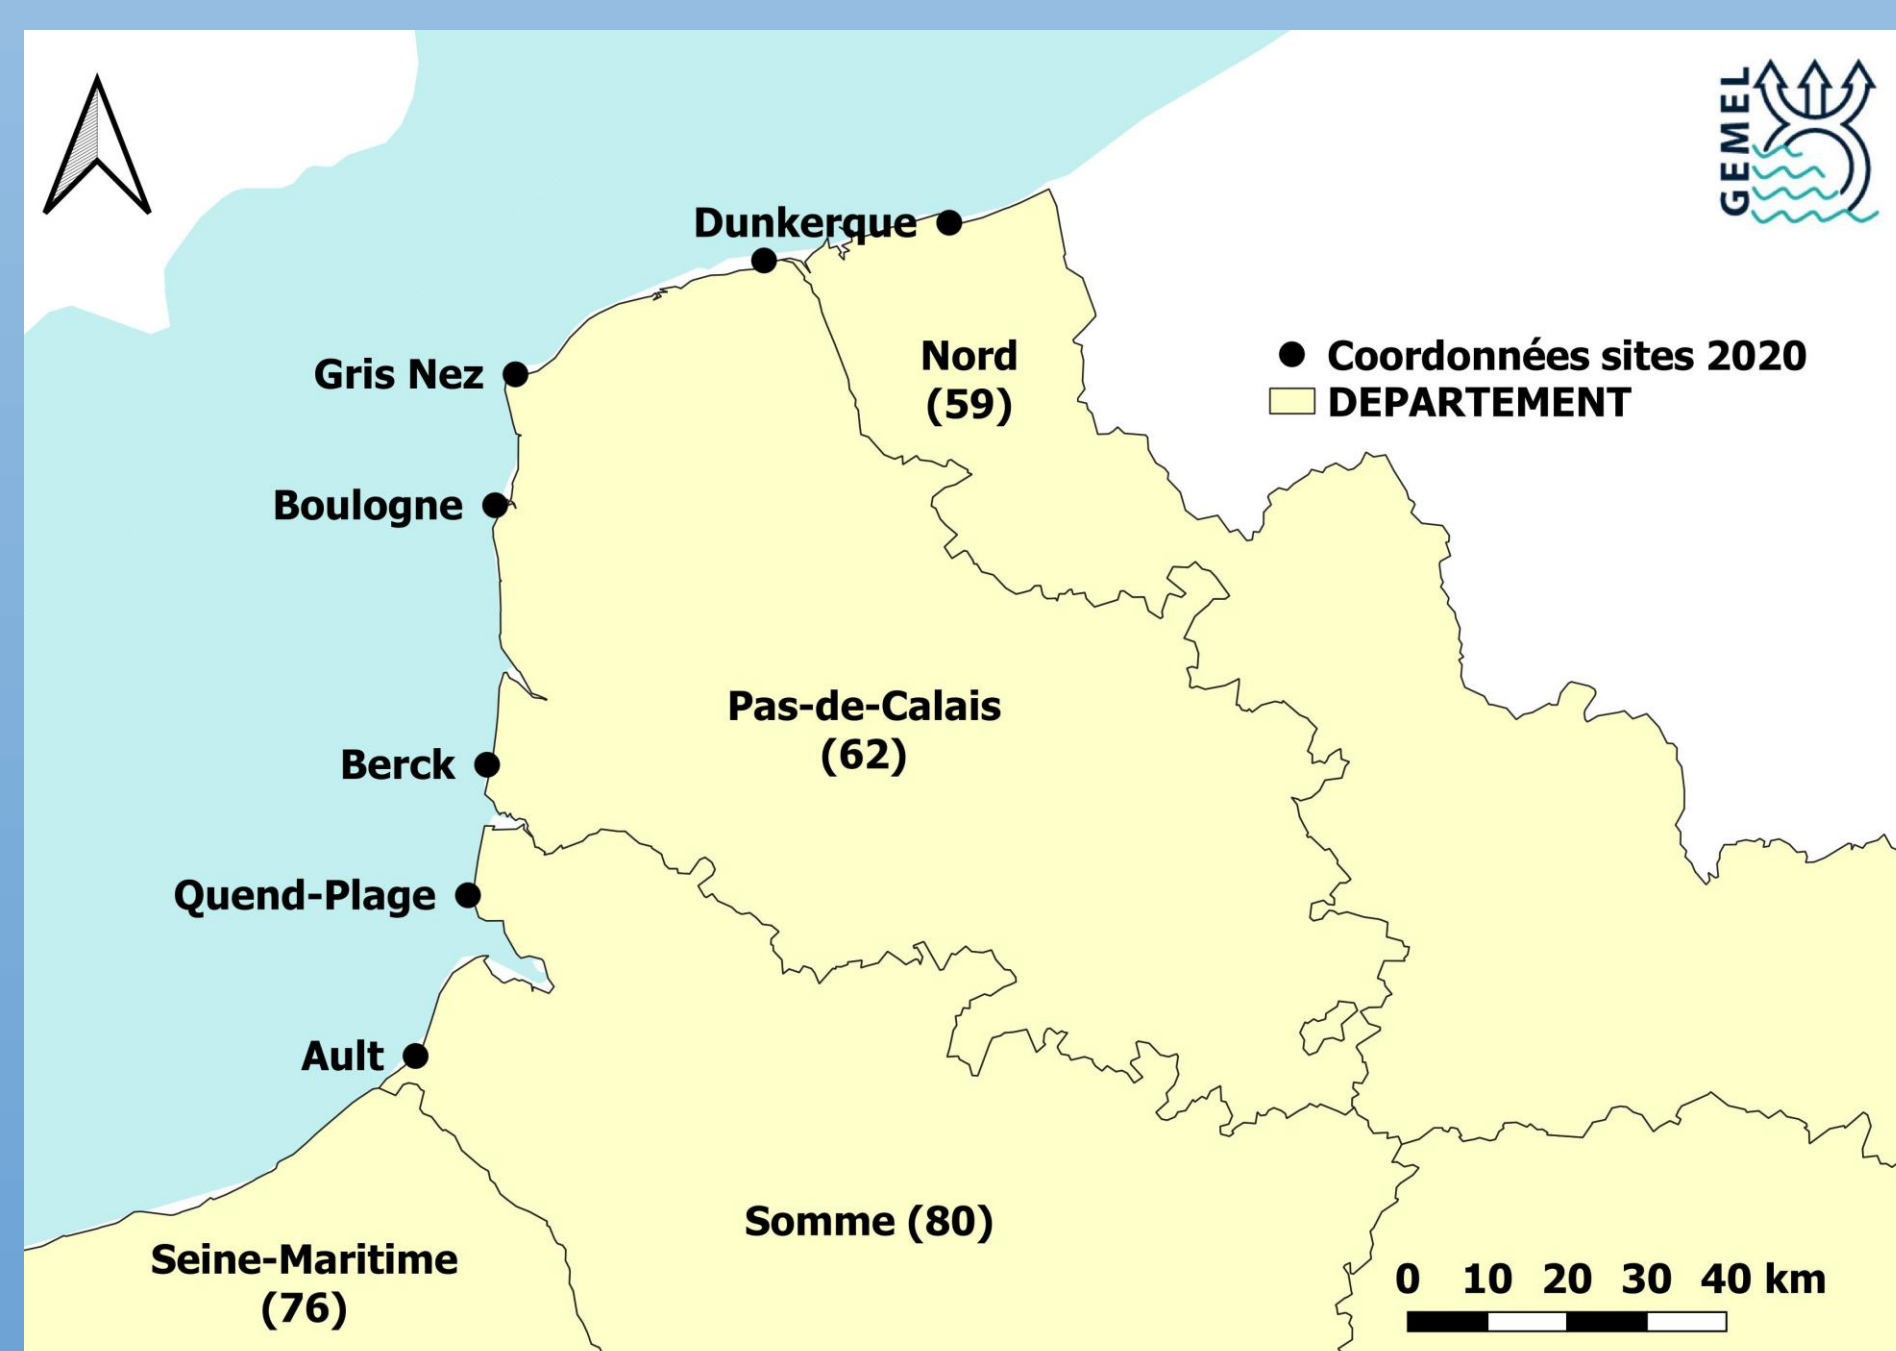 GEMEL
Dunkerque
Nord
(59)
Gris Nez
Coordonnées sites 2020
DEPARTEMENT
Boulogne
Pas-de-Calais
(62)
Berck
Quend-Plage
Ault
Somme (80)
Seine-Maritime
(76)
0 10 20 30 40 km